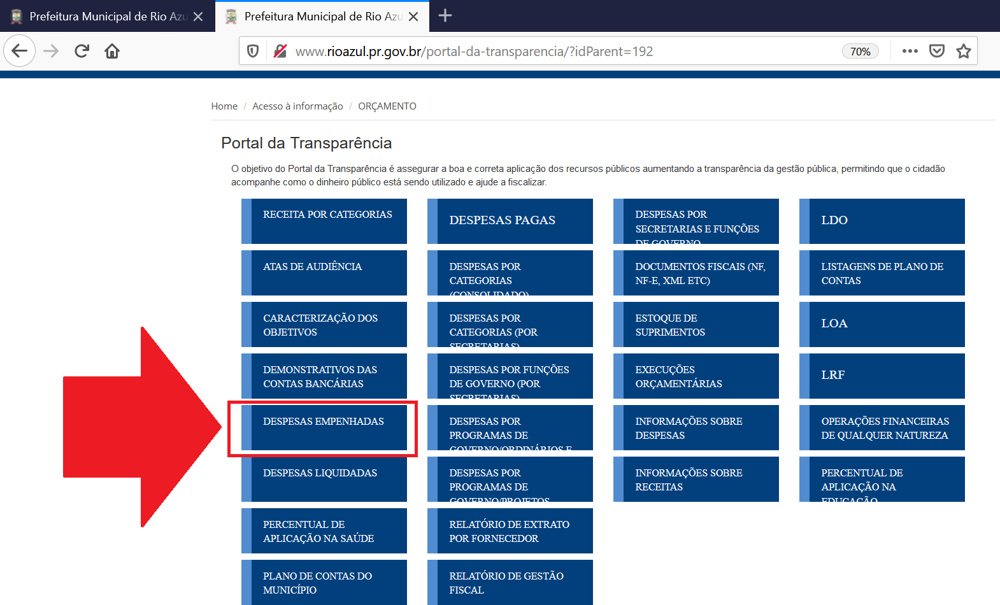 Prefeitura Municipal de Rio Azu
Prefeitura Municipal de Rio Azu
www.rioazul.pr.gov.br/portal-da-transparencia/?idParent=192
70%
Home / Acesso à informação / ORÇAMENTO
Portal da Transparência
O objetivo do Portal da Transparência é assegurar a boa e correta aplicação dos recursos públicos aumentando a transparência da gestão pública, permitindo que o cidadão
acompanhe como o dinheiro público está sendo utilizado e ajude a fiscalizar.
RECEITA POR CATEGORIAS
DESPESAS PAGAS
DESPESAS POR
SECRETARIAS E FUNÇÕES
DE GOVERNO
LDO
ATAS DE AUDIÊNCIA
DESPESAS POR
CATEGORIAS
(CONSOLIDADO)
DOCUMENTOS FISCAIS (NF,
NF-E, XML ETC)
LISTAGENS DE PLANO DE
CONTAS
CARACTERIZAÇÃO DOS
OBJETIVOS
DESPESAS POR
CATEGORIAS (POR
SECRETARIAS)
ESTOQUE DE
SUPRIMENTOS
LOA
DEMONSTRATIVOS DAS
CONTAS BANCÁRIAS
DESPESAS POR FUNÇÕES
DE GOVERNO (POR
SECRETARIAS)
EXECUÇÕES
ORÇAMENTÁRIAS
LRF
DESPESAS EMPENHADAS
DESPESAS POR
PROGRAMAS DE
GOVERNO/ORDINÁRIOS E
INFORMAÇÕES SOBRE
DESPESAS
OPERAÇÕES FINANCEIRAS
DE QUALQUER NATUREZA
DESPESAS LIQUIDADAS
DESPESAS POR
PROGRAMAS DE
GOVERNO/PROJETOS
INFORMAÇÕES SOBRE
RECEITAS
PERCENTUAL DE
APLICAÇÃO NA
EDUCAÇÃO
PERCENTUAL DE
APLICAÇÃO NA SAÚDE
RELATÓRIO DE EXTRATO
POR FORNECEDOR
PLANO DE CONTAS DO
MUNICÍPIO
RELATÓRIO DE GESTÃO
FISCAL